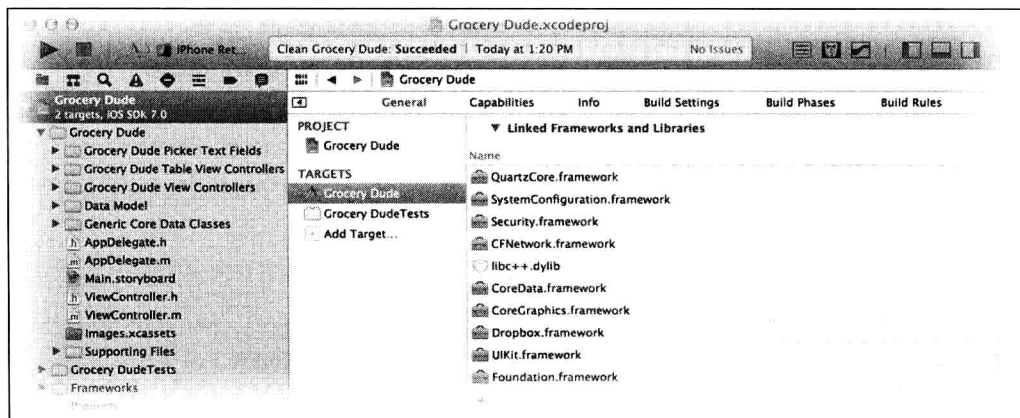 Grocery Dude.xcodeproj
iPhone Ret...
Clean Grocery Dude: Succeeded | Today at 1:20 PM
No Issues
Grocery Dude
Grocery Dude
2 targets, iOS SDK 7.0
Grocery Dude
Grocery Dude Picker Text Fields
Grocery Dude Table View Controllers
Grocery Dude View Controllers
Data Model
Generic Core Data Classes
h AppDelegate.h
m AppDelegate.m
Main.storyboard
h ViewController.h
m ViewController.m
Images.xcassets
Supporting Files
Grocery DudeTests
Frameworks
Products
General Capabilities Info Build Settings Build Phases Build Rules
PROJECT
Grocery Dude
TARGETS
Grocery Dude
Grocery DudeTests
Add Target...
Linked Frameworks and Libraries
Name
QuartzCore.framework
SystemConfiguration.framework
Security.framework
CFNetwork.framework
libc++.dylib
CoreData.framework
CoreGraphics.framework
Dropbox.framework
UIKit.framework
Foundation.framework